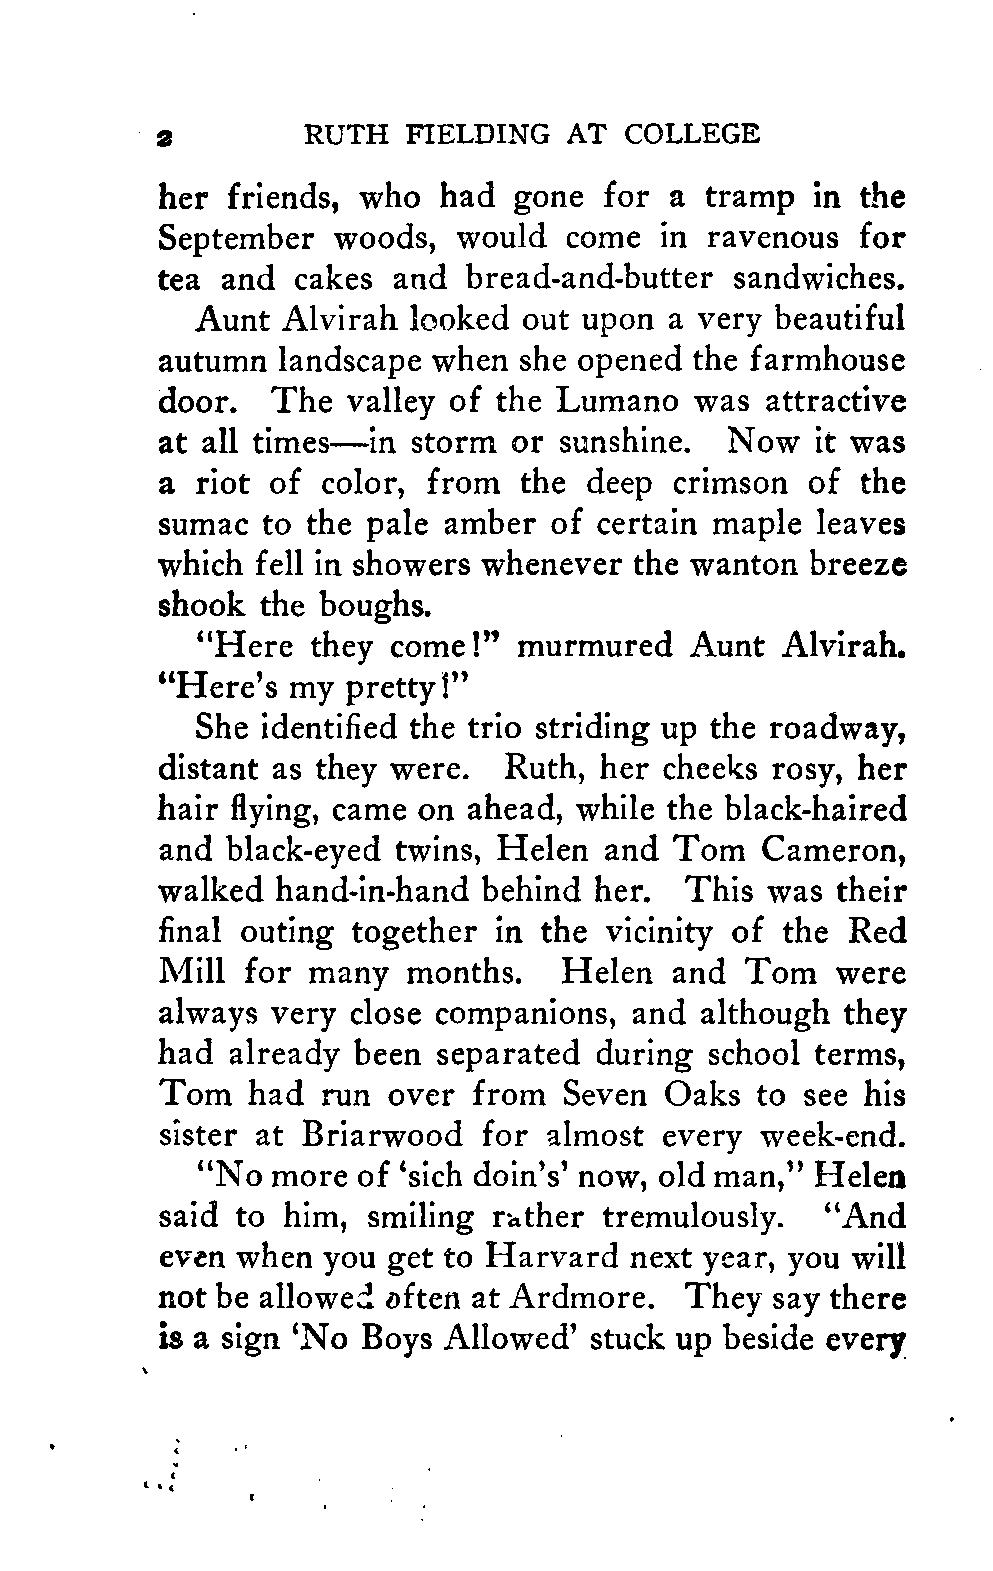 2 RUTH FIELDING AT COLLEGE
her friends, who had gone for a tramp in the
September woods, would come in ravenous for
tea and cakes and bread-and-butter sandwiches.
Aunt Alvirah looked out upon a very beautiful
autumn landscape when she opened the farmhouse
door. The valley of the Lumano was attractive
at all times—in storm or sunshine. Now it was
a riot of color, from the deep crimson of the
sumac to the pale amber of certain maple leaves
which fell in showers whenever the wanton breeze
shook the boughs.
"Here they come!" murmured Aunt Alvirah.
"Here's my pretty!"
She identified the trio striding up the roadway,
distant as they were. Ruth, her cheeks rosy, her
hair flying, came on ahead, while the black-haired
and black-eyed twins, Helen and Tom Cameron,
walked hand-in-hand behind her. This was their
final outing together in the vicinity of the Red
Mill for many months. Helen and Tom were
always very close companions, and although they
had already been separated during school terms,
Tom had run over from Seven Oaks to see his
sister at Briarwood for almost every week-end.
"No more of 'sich doin's' now, old man," Helen
said to him, smiling rather tremulously. "And
even when you get to Harvard next year, you will
not be allowed often at Ardmore. They say there
is a sign 'No Boys Allowed' stuck up beside every